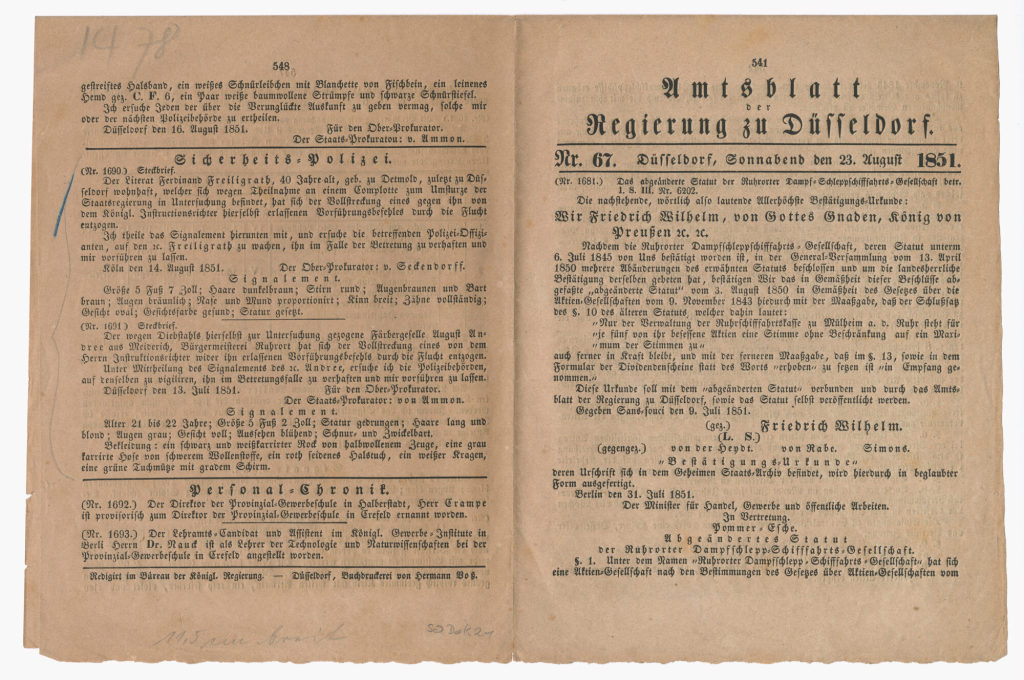 14 78
548
gestreiftes Halsband, ein weißes Schnürleibchen mit Blanchette von Fischbein, ein leinenes
Hemd gez. C. F. 6, ein Paar weiße baumwollene Strümpfe und schwarze Schnürstiefel.
Ich ersuche Jeden der über die Verunglückte Auskunft zu geben vermag, solche mir
oder der nächsten Polizeibehörde zu ertheilen.
Düsseldorf den 16. August 1851. Für den Ober-Prokurator.
Der Staats-Prokurator: v. Ammon.
Sicherheits-Polizei.
(Nr. 1690.) Steckbrief.
Der Literat Ferdinand Freiligrath, 40 Jahre alt, geb. zu Detmold, zuletzt zu Düs-
seldorf wohnhaft, welcher sich wegen Theilnahme an einem Complotte zum Umsturze der
Staatsregierung in Untersuchung befindet, hat sich der Vollstreckung eines gegen ihn von
dem Königl. Instructionsrichter hierselbst erlassenen Vorführungsbefehles durch die Flucht
entzogen.
Ich theile das Signalement hierunten mit, und ersuche die betreffenden Polizei-Offizi-
anten, auf den ꝛc. Freiligrath zu wachen, ihn im Falle der Betretung zu verhaften und
mir vorführen zu lassen.
Köln den 14. August 1851. Der Ober-Prokurator: v. Seckendorff.
Signalement.
Größe 5 Fuß 7 Zoll; Haare dunkelbraun; Stirn rund; Augenbraunen und Bart
braun; Augen bräunlich; Nase und Mund proportionirt; Kinn breit; Zähne vollständig;
Gesicht oval; Gesichtsfarbe gesund; Statur gesetzt.
(Nr. 1691) Steckbrief.
Der wegen Diebstahls hierselbst zur Untersuchung gezogene Färbergeselle August An-
dree aus Meiderich, Bürgermeisterei Ruhrort hat sich der Vollstreckung eines von dem
Herrn Instruktionsrichter wider ihn erlassenen Vorführungsbefehls durch die Flucht entzogen.
Unter Mittheilung des Signalements des ꝛc. Andree, ersuche ich die Polizeibehörden,
auf denselben zu vigiliren, ihn im Betretungsfalle zu verhaften und mir vorführen zu lassen.
Düsseldorf den 13. Juli 1851. Für den Ober-Prokurator.
Der Staats-Prokurator: von Ammon.
Signalement.
Alter 21 bis 22 Jahre; Größe 5 Fuß 2 Zoll; Statur gedrungen; Haare lang und
blond; Augen grau; Gesicht voll; Aussehen blühend; Schnur- und Zwickelbart.
Bekleidung: ein schwarz und weißkarrirter Rock von halbwollenem Zeuge, eine grau
karrirte Hose von schwerem Wollenstoffe, ein roth seidenes Halstuch, ein weißer Kragen,
eine grüne Tuchmütze mit gradem Schirm.
Personal-Chronik.
(Nr. 1692.) Der Direktor der Provinzial-Gewerbeschule in Halberstadt, Herr Crampe
ist provisorisch zum Direktor der Provinzial-Gewerbeschule in Crefeld ernannt worden.
(Nr. 1693.) Der Lehramts-Candidat und Assistent im Königl. Gewerbe-Institute in
Berli Herrn Dr. Nauck ist als Lehrer der Technologie und Naturwissenschaften bei der
Provinzial-Gewerbeschule in Crefeld angestellt worden.
Redigirt im Büreau der Königl. Regierung. — Düsseldorf, Buchdruckerei von Hermann Voß.
541
Amtsblatt
der
Regierung zu Düsseldorf.
Nr. 67. Düsseldorf, Sonnabend den 23. August 1851.
(Nr. 1681.) Das abgeänderte Statut der Ruhrorter Dampf-Schleppschifffahrts-Gesellschaft betr.
I. S. III. Nr. 6202.
Die nachstehende, wörtlich also lautende Allerhöchste Bestätigungs-Urkunde:
Wir Friedrich Wilhelm, von Gottes Gnaden, König von
Preußen ꝛc. ꝛc.
Nachdem die Ruhrorter Dampfschleppschifffahrts-Gesellschaft, deren Statut unterm
6. Juli 1845 von Uns bestätigt worden ist, in der General-Versammlung vom 13. April
1850 mehrere Abänderungen des erwähnten Statuts beschlossen und um die landesherrliche
Bestätigung derselben gebeten hat, bestätigen Wir das in Gemäßheit dieser Beschlüsse ab-
gefaßte „abgeänderte Statut“ vom 3. August 1850 in Gemäßheit des Gesetzes über die
Aktien-Gesellschaften vom 9. November 1843 hiedurch mit der Maaßgabe, daß der Schlußsatz
des §. 10 des älteren Statuts, welcher dahin lautet:
„Nur der Verwaltung der Ruhrschiffahrtskasse zu Mülheim a. d. Ruhr steht für
„je fünf von ihr besessene Aktien eine Stimme ohne Beschränkung auf ein Mari-
„mum der Stimmen zu“
auch ferner in Kraft bleibt, und mit der ferneren Maaßgabe, daß im §. 13, sowie in dem
Formular der Dividendenscheine statt des Worts „erhoben“ zu setzen ist „in Empfang ge-
nommen.“
Diese Urkunde soll mit dem „abgeänderten Statut“ verbunden und durch das Amts-
blatt der Regierung zu Düsseldorf, sowie das Statut selbst veröffentlicht werden.
Gegeben Sans-souci den 9. Juli 1851.
(gez.) Friedrich Wilhelm.
(L. S.)
(gegengez.) von der Heydt. von Rabe. Simons.
„Bestätigungs-Urkunde“
deren Urschrift sich in dem Geheimen Staats-Archiv befindet, wird hierdurch in beglaubter
Form ausgefertigt.
Berlin den 31. Juli 1851.
Der Minister für Handel, Gewerbe und öffentliche Arbeiten.
In Vertretung.
Pommer-Esche.
Abgeändertes Statut
der Ruhrorter Dampfschlepp-Schifffahrts-Gesellschaft.
§. 1. Unter dem Namen „Ruhrorter Dampfschlepp-Schifffahrts-Gesellschaft“ hat sich
eine Aktien-Gesellschaft nach den Bestimmungen des Gesetzes über Aktien-Gesellschaften vom